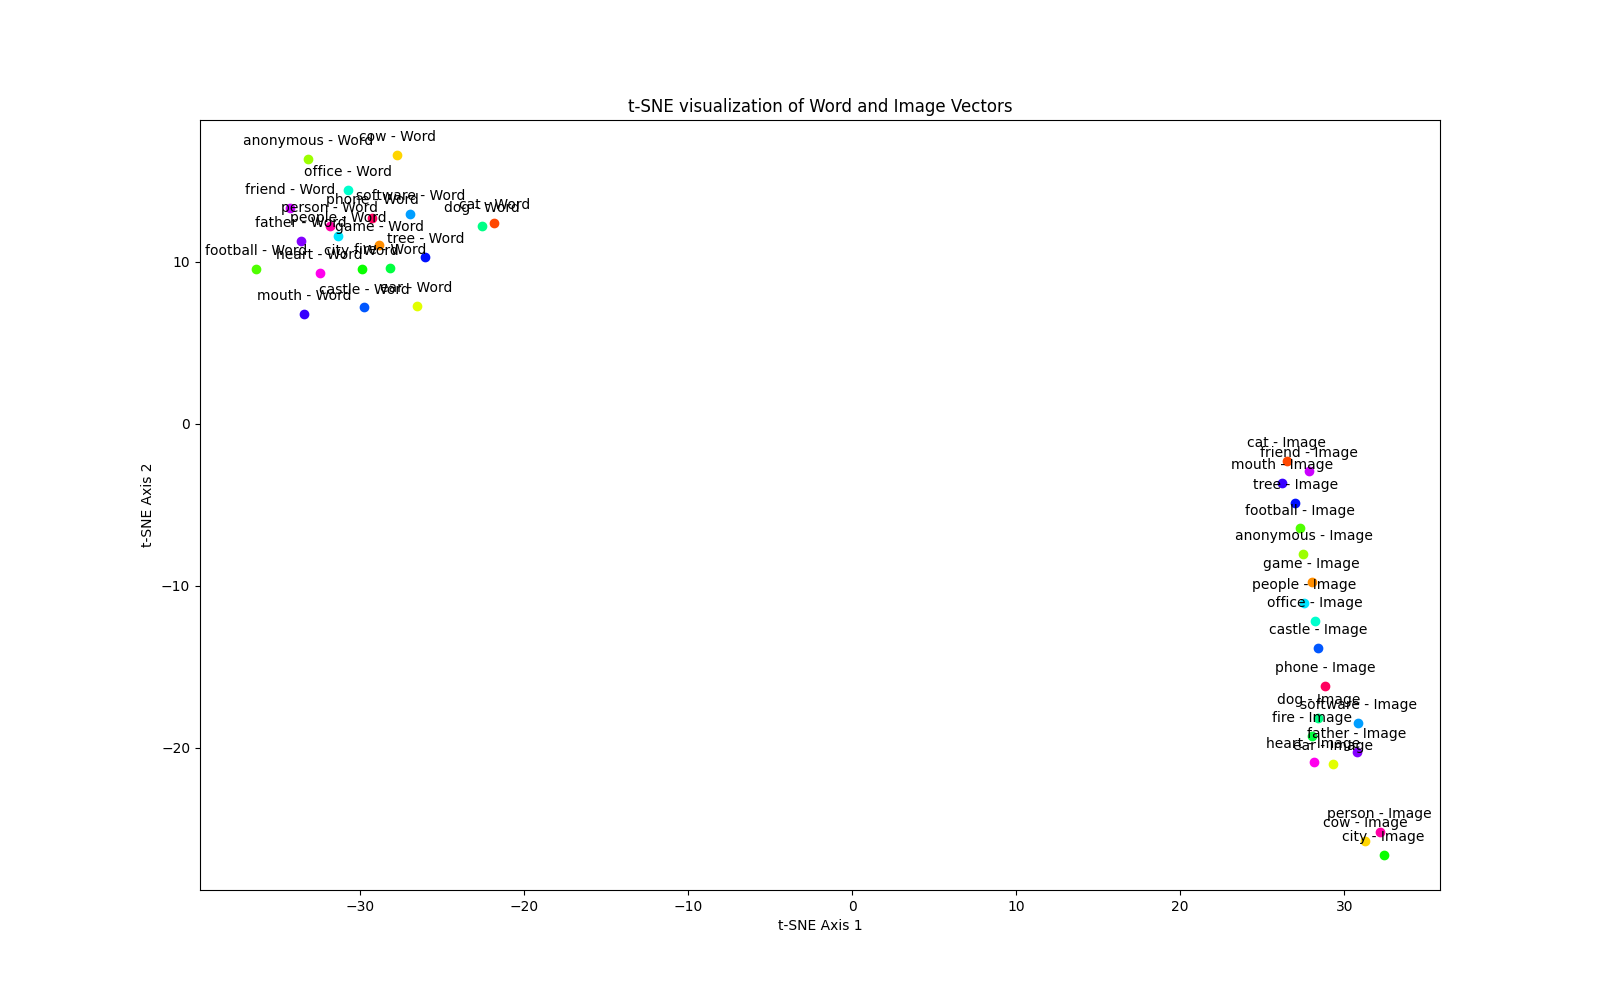 t-SNE visualization of Word and Image Vectors
anonymous - Word
cow - Word
office - Word
friend - Word
software - Word
phone - Word
cat - Word
dog - Word
person - Word
people - Word
father - Word
game - Word
tree - Word
football - Word
city - Word
fire - Word
heart - Word
castle - Word
ear - Word
mouth - Word
cat - Image
friend - Image
mouth - Image
tree - Image
football - Image
anonymous - Image
game - Image
people - Image
office - Image
castle - Image
phone - Image
dog - Image
software - Image
fire - Image
father - Image
heart - Image
ear - Image
person - Image
cow - Image
city - Image
10
0
−10
−20
t-SNE Axis 2
−30
−20
−10
0
10
20
30
t-SNE Axis 1